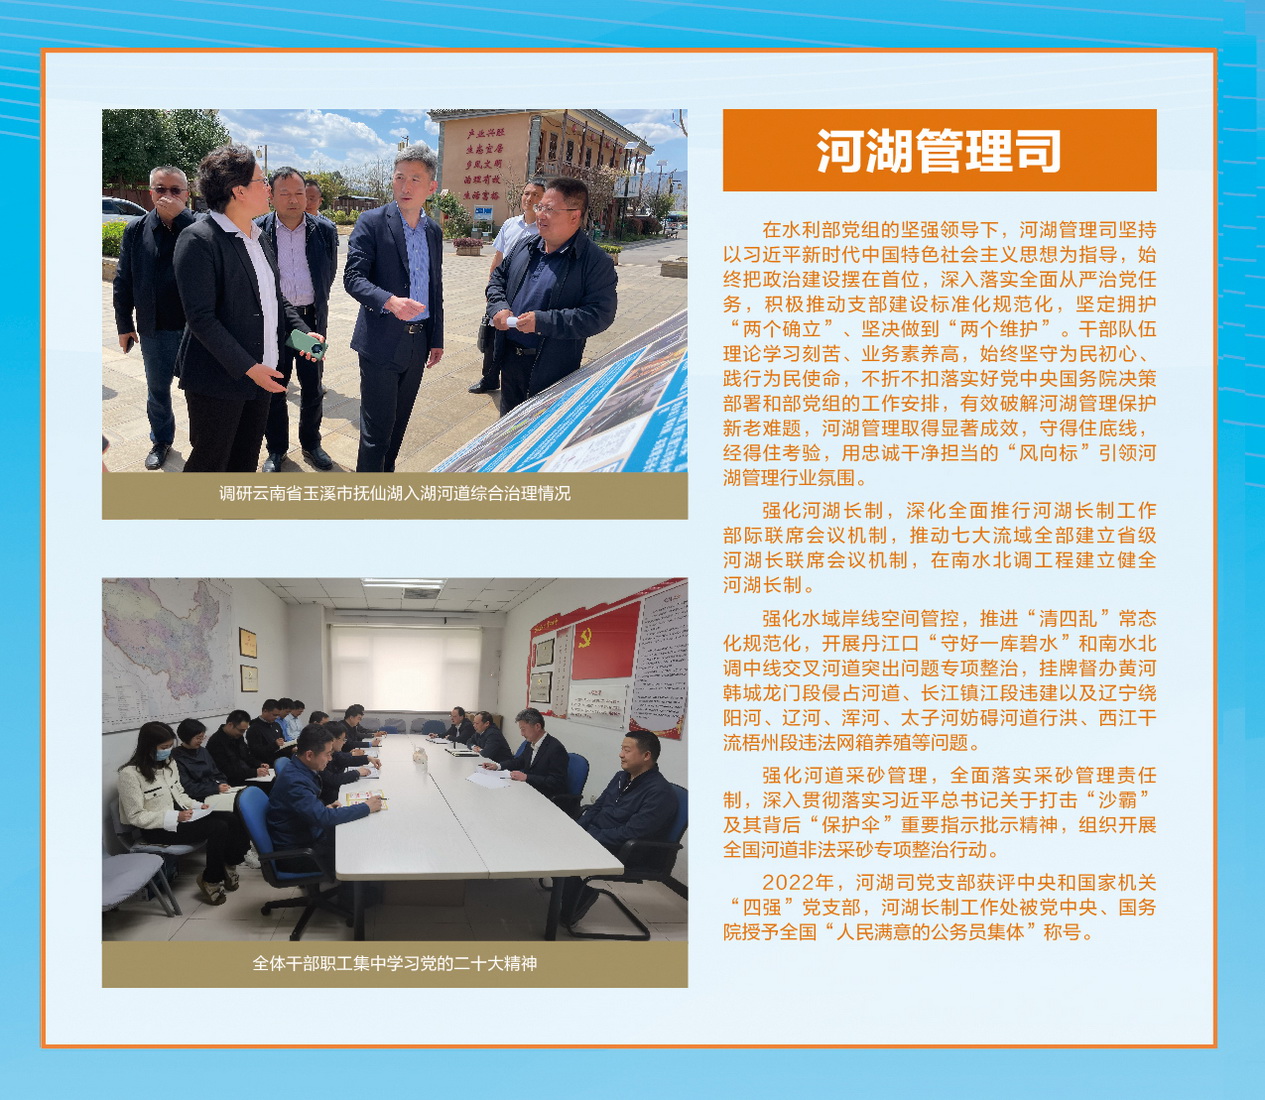 产业兴旺
生态宜居
乡风文明
治理有效
生活富裕
调研云南省玉溪市抚仙湖入湖河道综合治理情况
全体干部职工集中学习党的二十大精神
河湖管理司
在水利部党组的坚强领导下，河湖管理司坚持
以习近平新时代中国特色社会主义思想为指导，始
终把政治建设摆在首位，深入落实全面从严治党任
务，积极推动支部建设标准化规范化，坚定拥护
“两个确立”、坚决做到“两个维护”。干部队伍
理论学习刻苦、业务素养高，始终坚守为民初心、
践行为民使命，不折不扣落实好党中央国务院决策
部署和部党组的工作安排，有效破解河湖管理保护
新老难题，河湖管理取得显著成效，守得住底线，
经得住考验，用忠诚干净担当的“风向标”引领河
湖管理行业氛围。
强化河湖长制，深化全面推行河湖长制工作
部际联席会议机制，推动七大流域全部建立省级
河湖长联席会议机制，在南水北调工程建立健全
河湖长制。
强化水域岸线空间管控，推进“清四乱”常态
化规范化，开展丹江口“守好一库碧水”和南水北
调中线交叉河道突出问题专项整治，挂牌督办黄河
韩城龙门段侵占河道、长江镇江段违建以及辽宁绕
阳河、辽河、浑河、太子河妨碍河道行洪、西江干
流梧州段违法网箱养殖等问题。
强化河道采砂管理，全面落实采砂管理责任
制，深入贯彻落实习近平总书记关于打击“沙霸”
及其背后“保护伞”重要指示批示精神，组织开展
全国河道非法采砂专项整治行动。
2022年，河湖司党支部获评中央和国家机关
“四强”党支部，河湖长制工作处被党中央、国务
院授予全国“人民满意的公务员集体”称号。